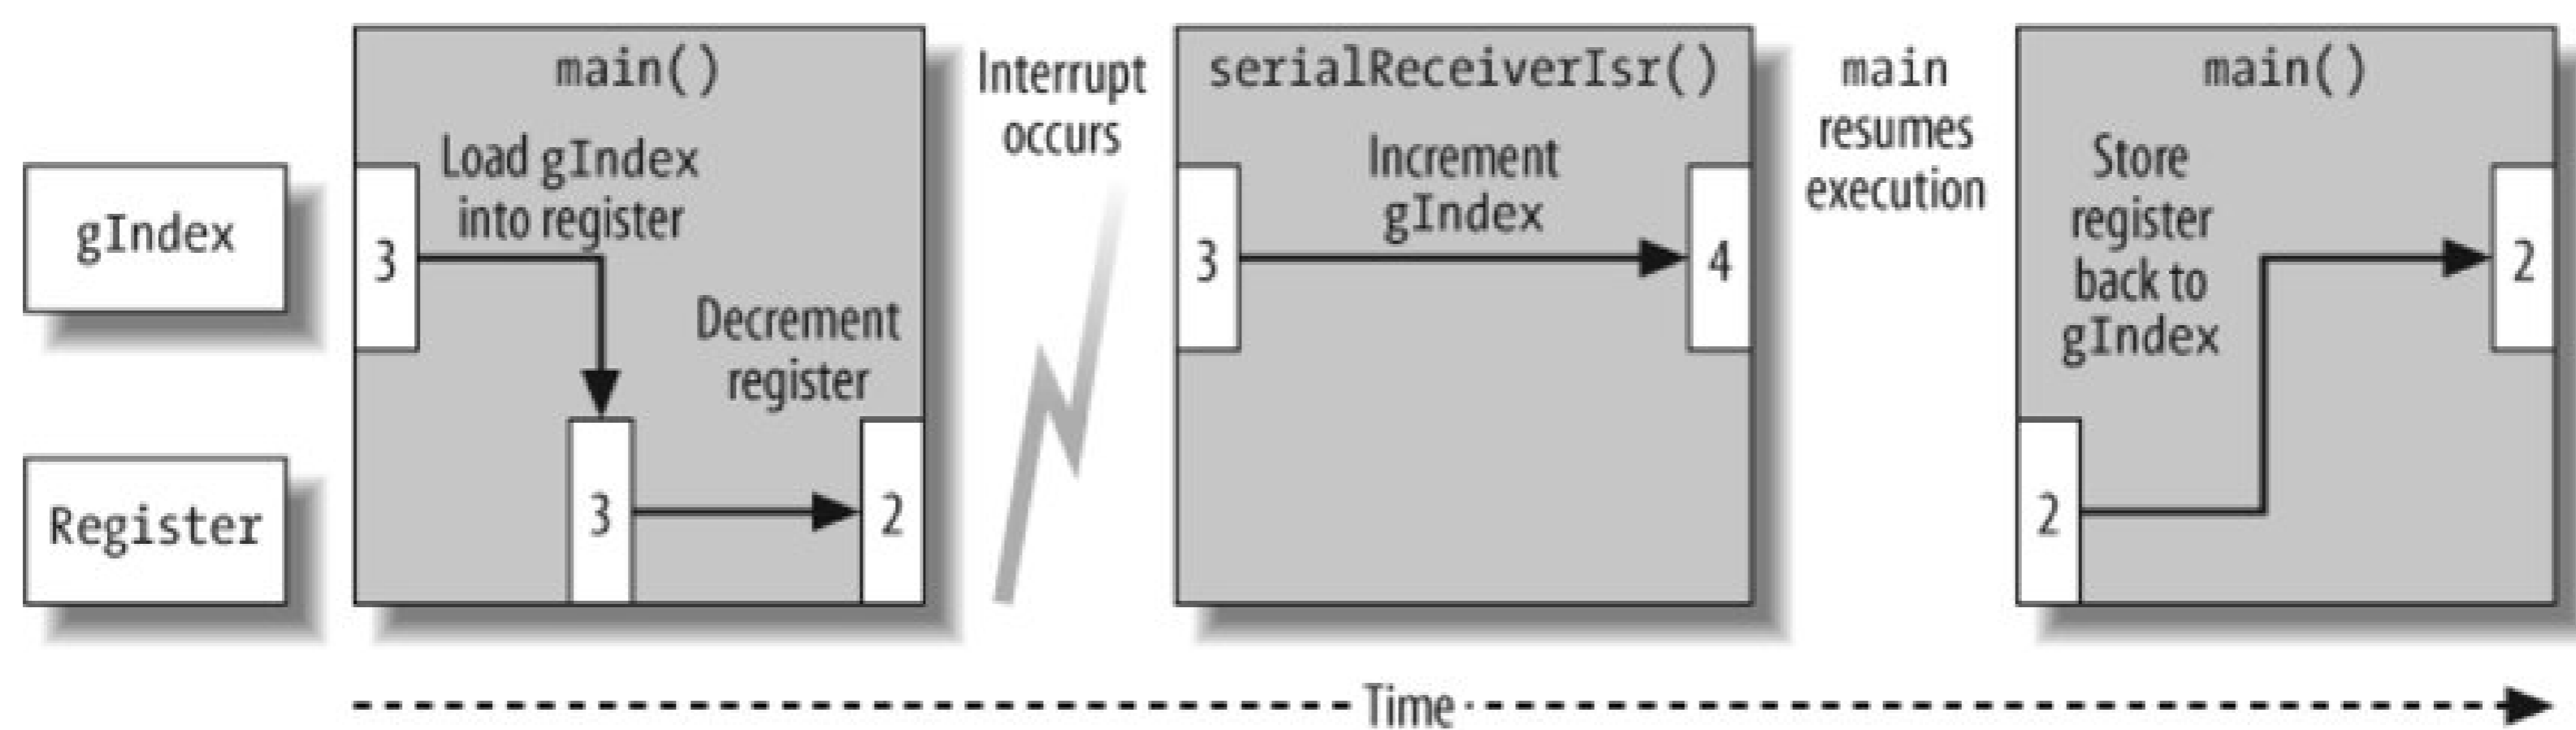 gIndex
Register
main()
Load gIndex
into register
3
Decrement
register
3
2
Interrupt
occurs
serialReceiverIsr()
Increment
gIndex
3
4
main
resumes
execution
main()
Store
register
back to
gIndex
2
2
Time